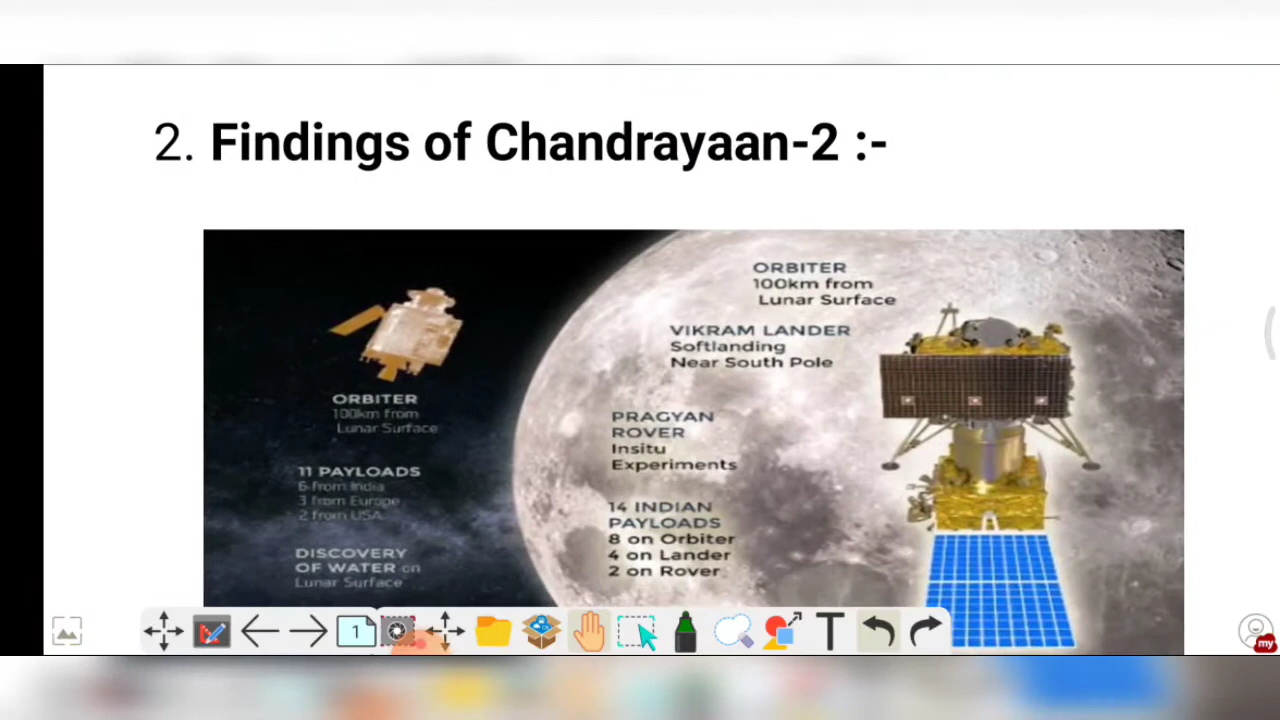 2. Findings of Chandrayaan-2 :-
ORBITER
100km from
Lunar Surface
11 PAYLOADS
6 from India
3 from Europe
2 from USA
DISCOVERY
OF WATER on
Lunar Surface
ORBITER
100km from
Lunar Surface
VIKRAM LANDER
Softlanding
Near South Pole
PRAGYAN
ROVER
Insitu
Experiments
14 INDIAN
PAYLOADS
8 on Orbiter
4 on Lander
2 on Rover
1
T
my